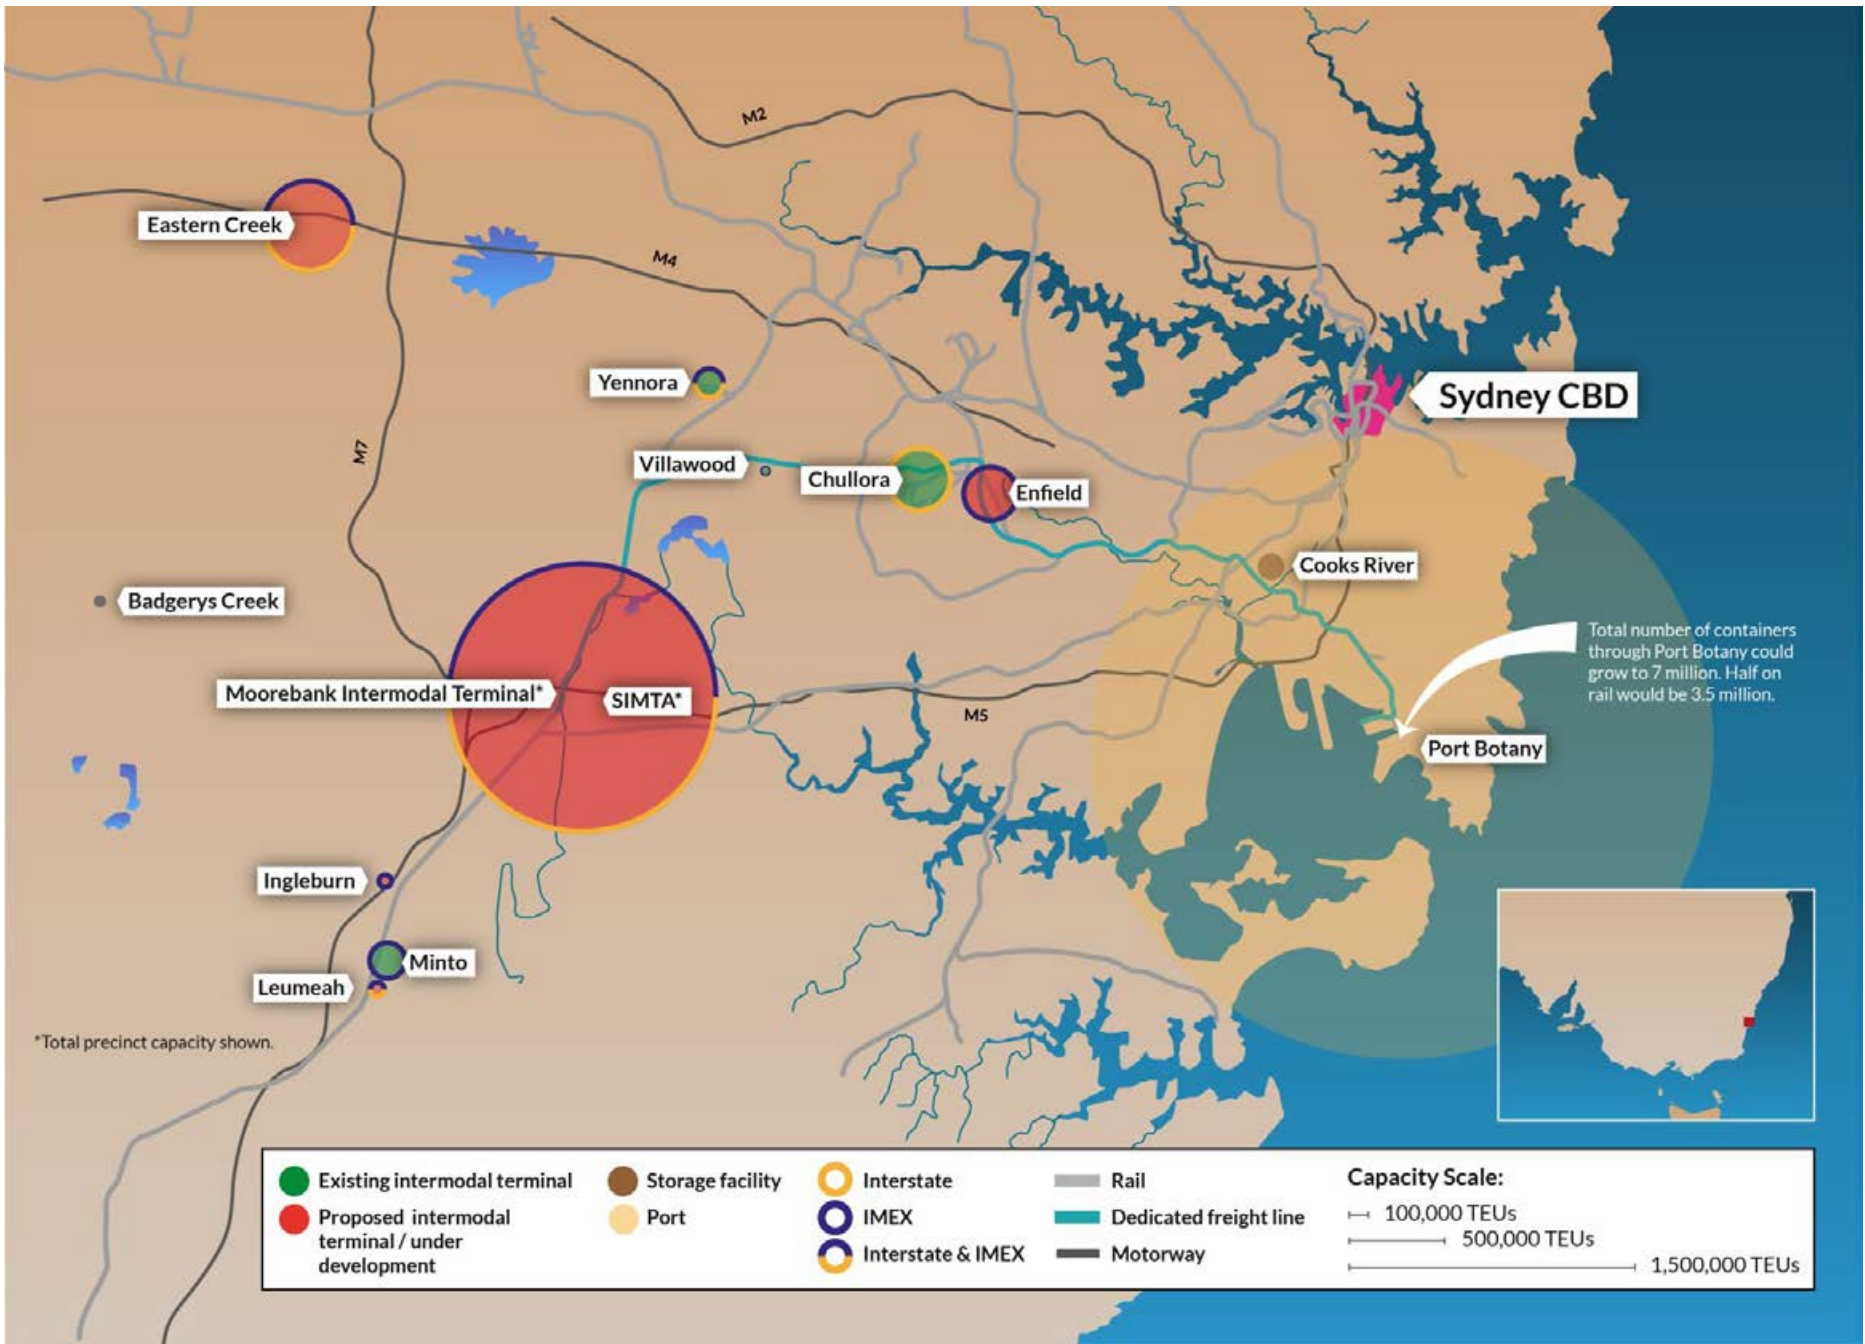 M2
Eastern Creek
M4
Yennora
Sydney CBD
M7
Villawood
Chullora
Enfield
Cooks River
Badgerys Creek
Total number of containers
through Port Botany could
grow to 7 million. Half on
rail would be 3.5 million.
Moorebank Intermodal Terminal*
SIMTA*
M5
Port Botany
Ingleburn
Minto
Leumeah
*Total precinct capacity shown.
Existing intermodal terminal
Proposed intermodal
terminal / under
development
Storage facility
Port
Interstate
IMEX
Interstate & IMEX
Rail
Dedicated freight line
Motorway
Capacity Scale:
100,000 TEUs
500,000 TEUs
1,500,000 TEUs